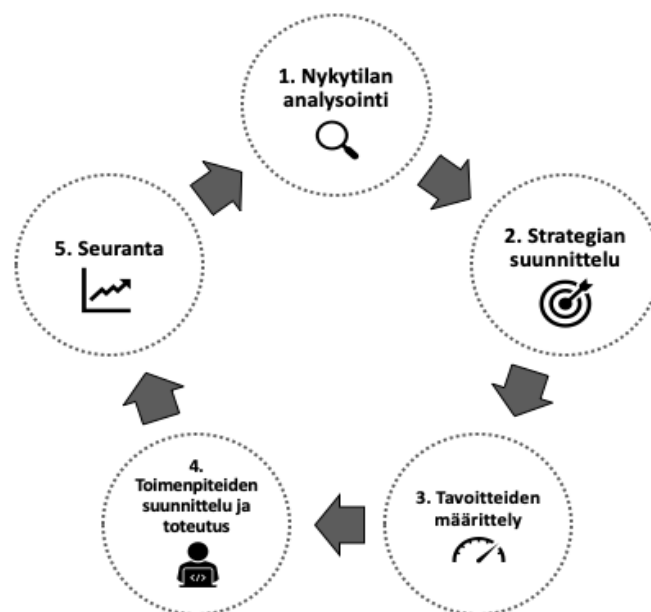 1. Nykytilan
analysointi
2. Strategian
suunnittelu
3. Tavoitteiden
määrittely
4.
Toimenpiteiden
suunnittelu ja
toteutus
</>
5. Seuranta